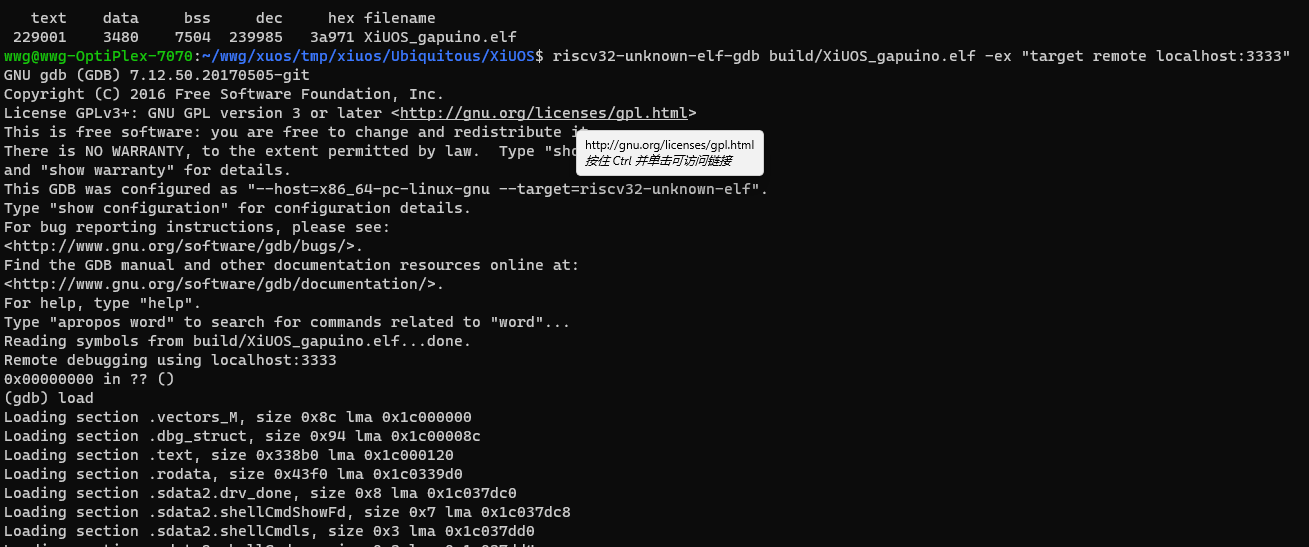 text    data     bss     dec     hex filename
 229001    3480    7504  239985   3a971 XiUOS_gapuino.elf
wwg@wwg-OptiPlex-7070:~/wwg/xuos/tmp/xiuos/Ubiquitous/XiUOS$ riscv32-unknown-elf-gdb build/XiUOS_gapuino.elf -ex "target remote localhost:3333"
GNU gdb (GDB) 7.12.50.20170505-git
Copyright (C) 2016 Free Software Foundation, Inc.
License GPLv3+: GNU GPL version 3 or later <http://gnu.org/licenses/gpl.html>
This is free software: you are free to change and redistribute it
There is NO WARRANTY, to the extent permitted by law.  Type "sho
http://gnu.org/licenses/gpl.html
按住 Ctrl 并单击可访问链接
and "show warranty" for details.
This GDB was configured as "--host=x86_64-pc-linux-gnu --target=riscv32-unknown-elf".
Type "show configuration" for configuration details.
For bug reporting instructions, please see:
<http://www.gnu.org/software/gdb/bugs/>.
Find the GDB manual and other documentation resources online at:
<http://www.gnu.org/software/gdb/documentation/>.
For help, type "help".
Type "apropos word" to search for commands related to "word"...
Reading symbols from build/XiUOS_gapuino.elf...done.
Remote debugging using localhost:3333
0x00000000 in ?? ()
(gdb) load
Loading section .vectors_M, size 0x8c lma 0x1c000000
Loading section .dbg_struct, size 0x94 lma 0x1c00008c
Loading section .text, size 0x338b0 lma 0x1c000120
Loading section .rodata, size 0x43f0 lma 0x1c0339d0
Loading section .sdata2.drv_done, size 0x8 lma 0x1c037dc0
Loading section .sdata2.shellCmdShowFd, size 0x7 lma 0x1c037dc8
Loading section .sdata2.shellCmdls, size 0x3 lma 0x1c037dd0